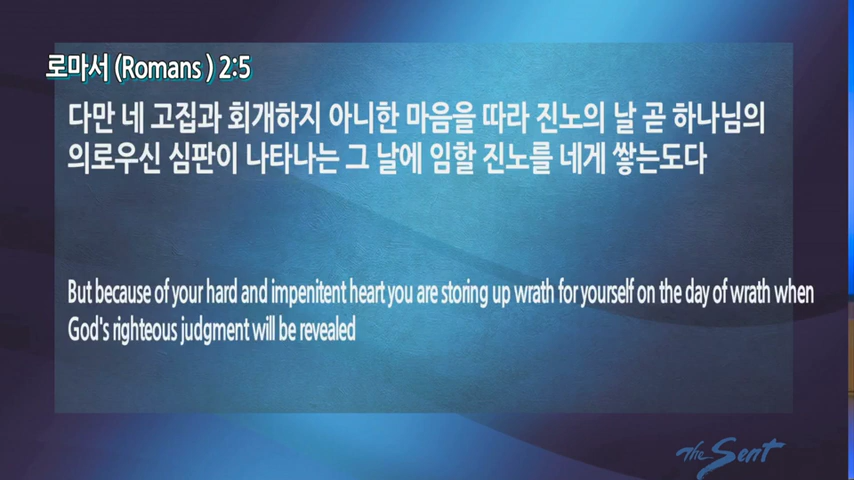 로마서 (Romans ) 2:5
다만 네 고집과 회개하지 아니한 마음을 따라 진노의 날 곧 하나님의
의로우신 심판이 나타나는 그 날에 임할 진노를 네게 쌓는도다
But because of your hard and impenitent heart you are storing up wrath for yourself on the day of wrath when
God's righteous judgment will be revealed
The Sent